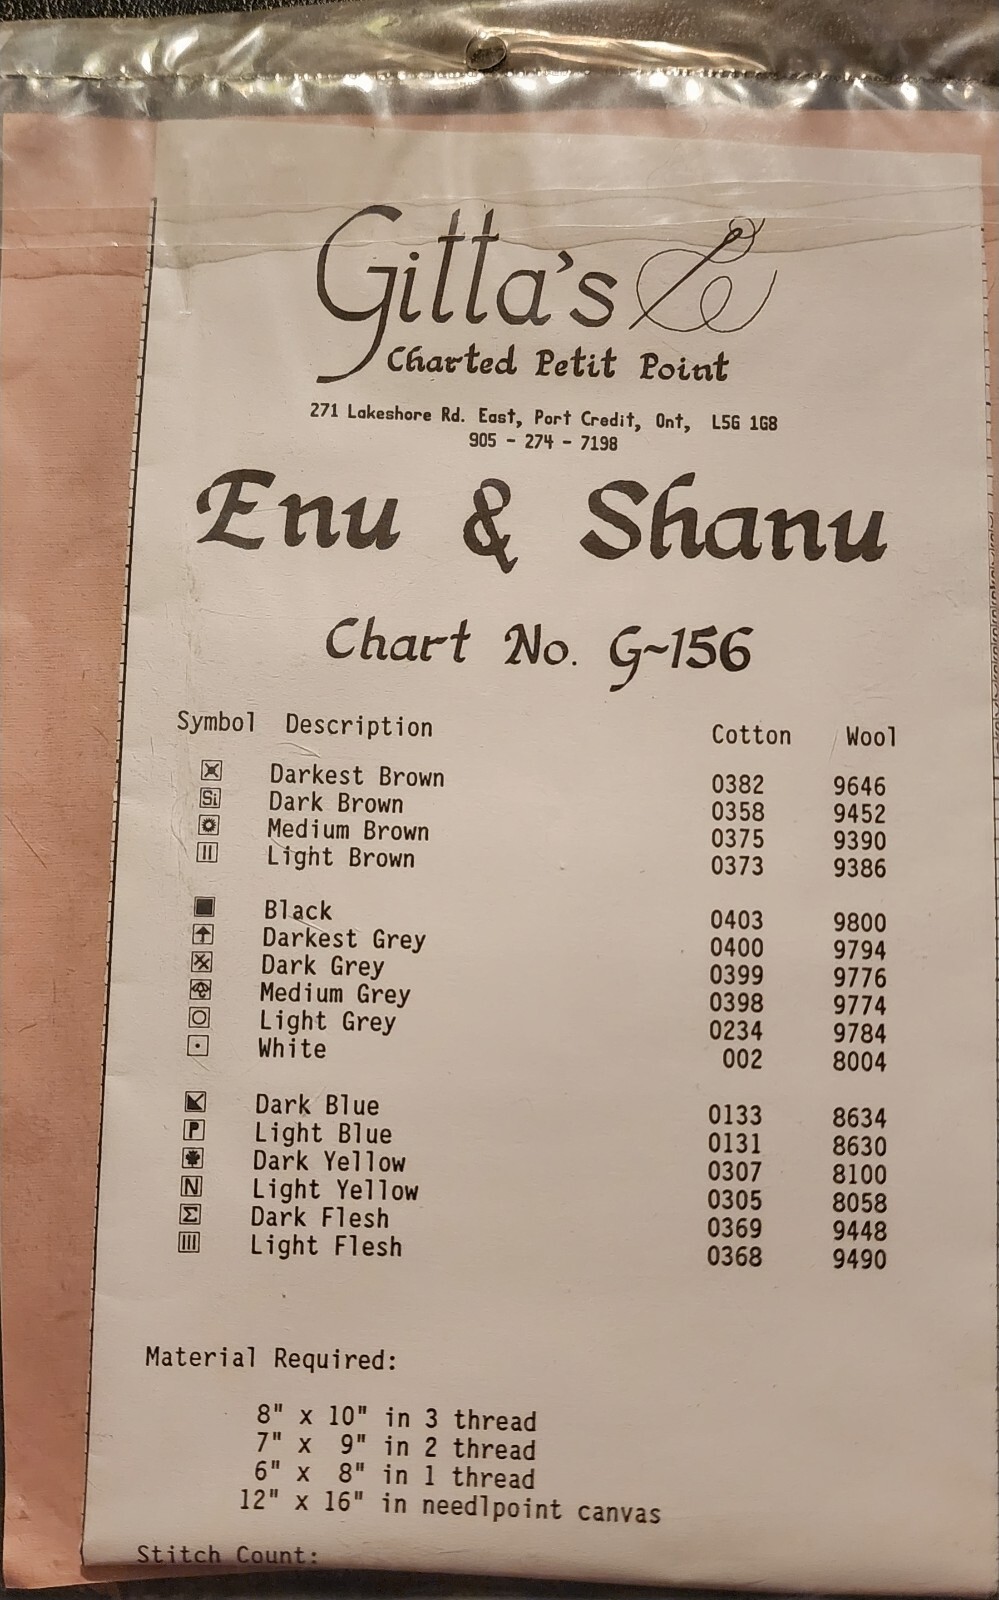 Gitta's
Charted Petit Point
271 Lakeshore Rd. East, Port Credit, Ont, L5G 1G8
905 - 274 - 7198
Enu & Shanu
Chart No. G~156
Symbol Description Cotton Wool
Darkest Brown 0382 9646
Si Dark Brown 0358 9452
Medium Brown 0375 9390
Light Brown 0373 9386
Black 0403 9800
Darkest Grey 0400 9794
Dark Grey 0399 9776
Medium Grey 0398 9774
Light Grey 0234 9784
White 002 8004
Dark Blue 0133 8634
P Light Blue 0131 8630
Dark Yellow 0307 8100
N Light Yellow 0305 8058
Σ Dark Flesh 0369 9448
Light Flesh 0368 9490
Material Required:
8" x 10" in 3 thread
7" x 9" in 2 thread
6" x 8" in 1 thread
12" x 16" in needlpoint canvas
Stitch Count: